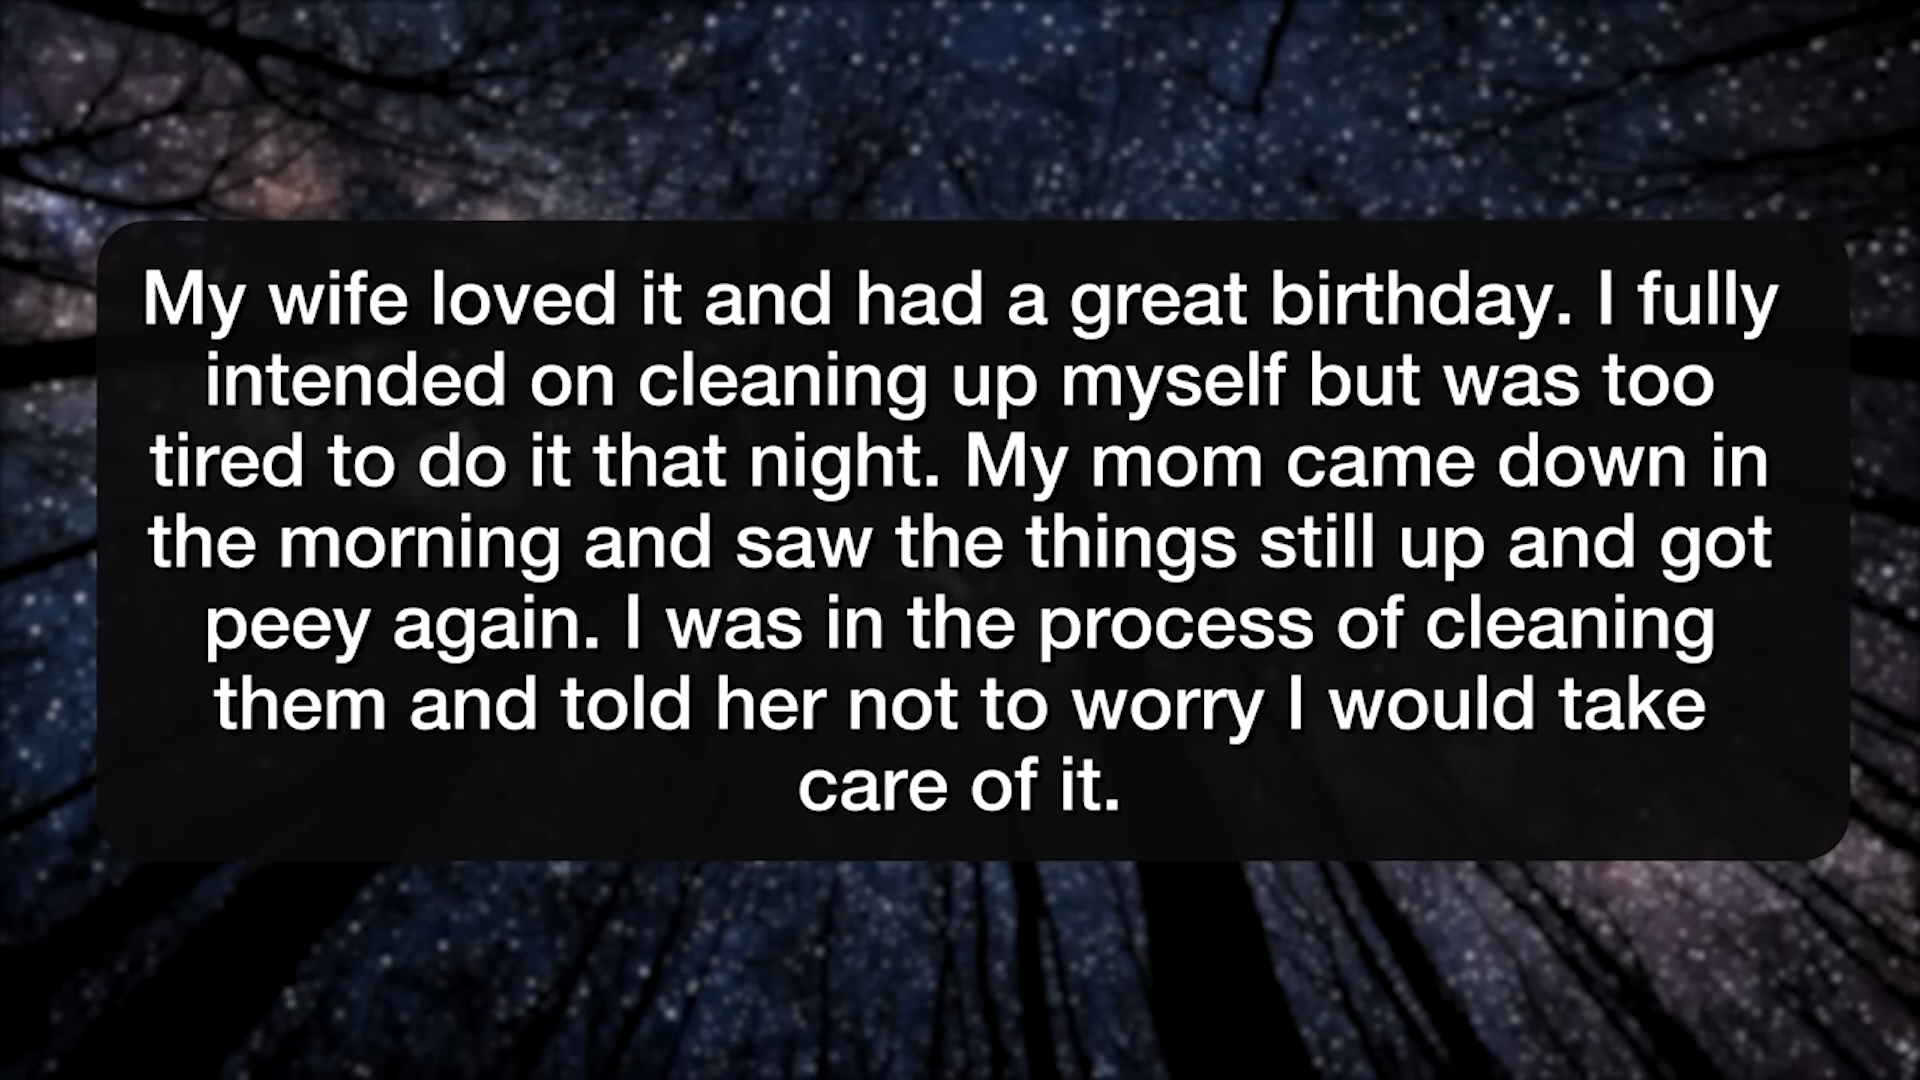 My wife loved it and had a great birthday. I fully
intended on cleaning up myself but was too
tired to do it that night. My mom came down in
the morning and saw the things still up and got
peey again. I was in the process of cleaning
them and told her not to worry I would take
care of it.